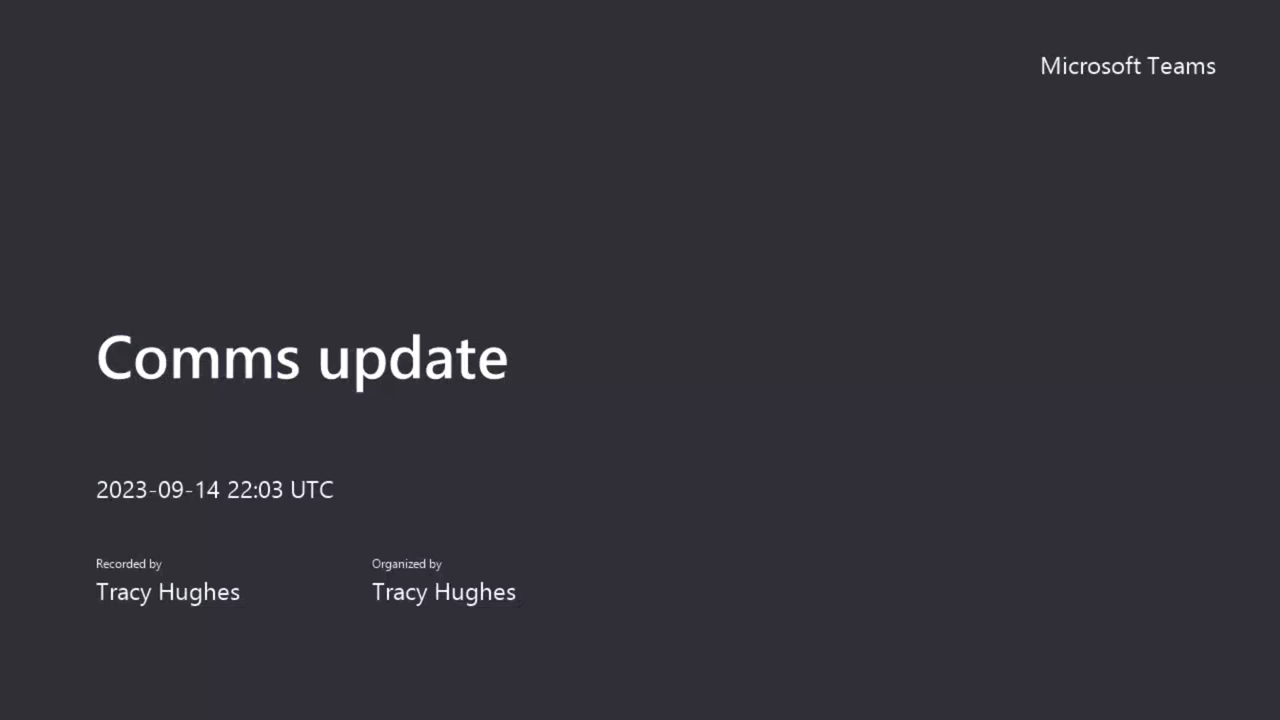 Microsoft Teams
Comms update
2023-09-14 22:03 UTC
Recorded by
Tracy Hughes
Organized by
Tracy Hughes